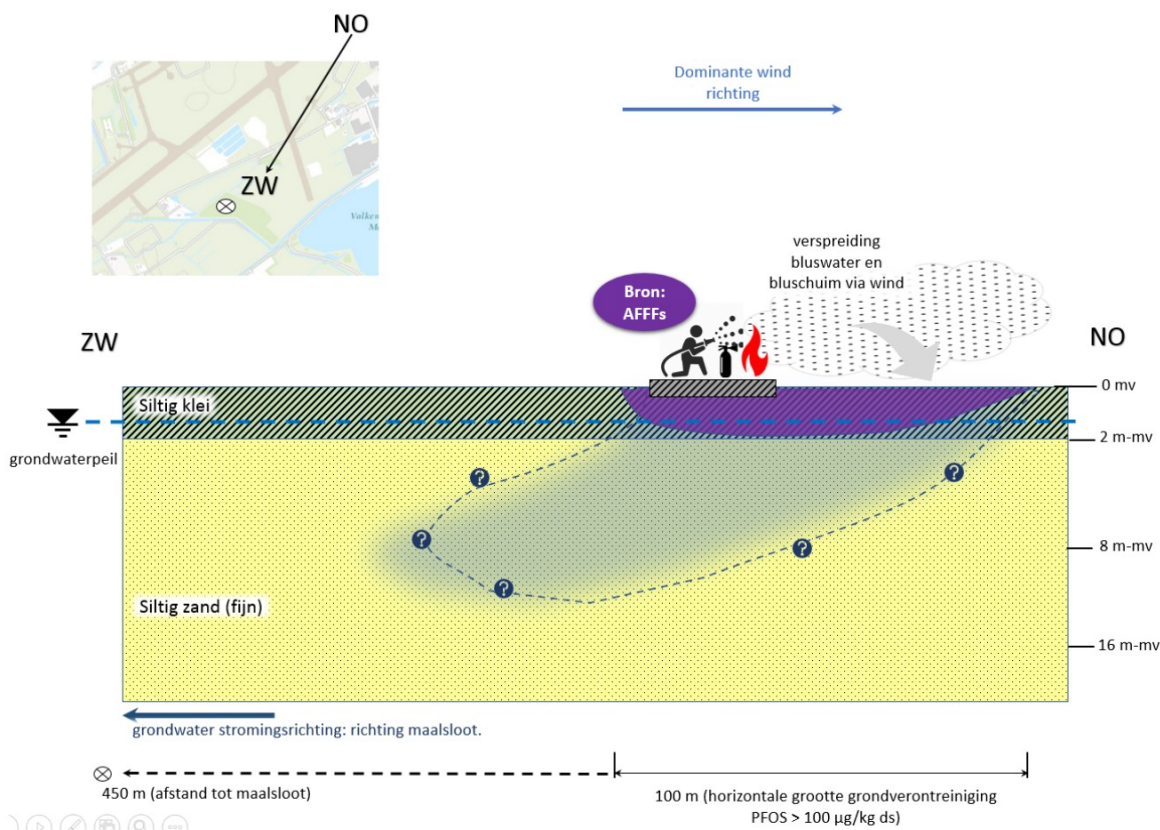 NO
ZW
Valke
M
Dominante wind
richting
verspreiding
bluswater en
bluschuim via wind
Bron:
AFFFs
ZW
NO
0 mv
Siltig klei
grondwaterpeil
2 m-mv
?
?
?
?
?
8 m-mv
Siltig zand (fijn)
16 m-mv
grondwater stromingsrichting: richting maalsloot.
450 m (afstand tot maalsloot)
100 m (horizontale grootte grondverontreiniging
PFOS > 100 µg/kg ds)